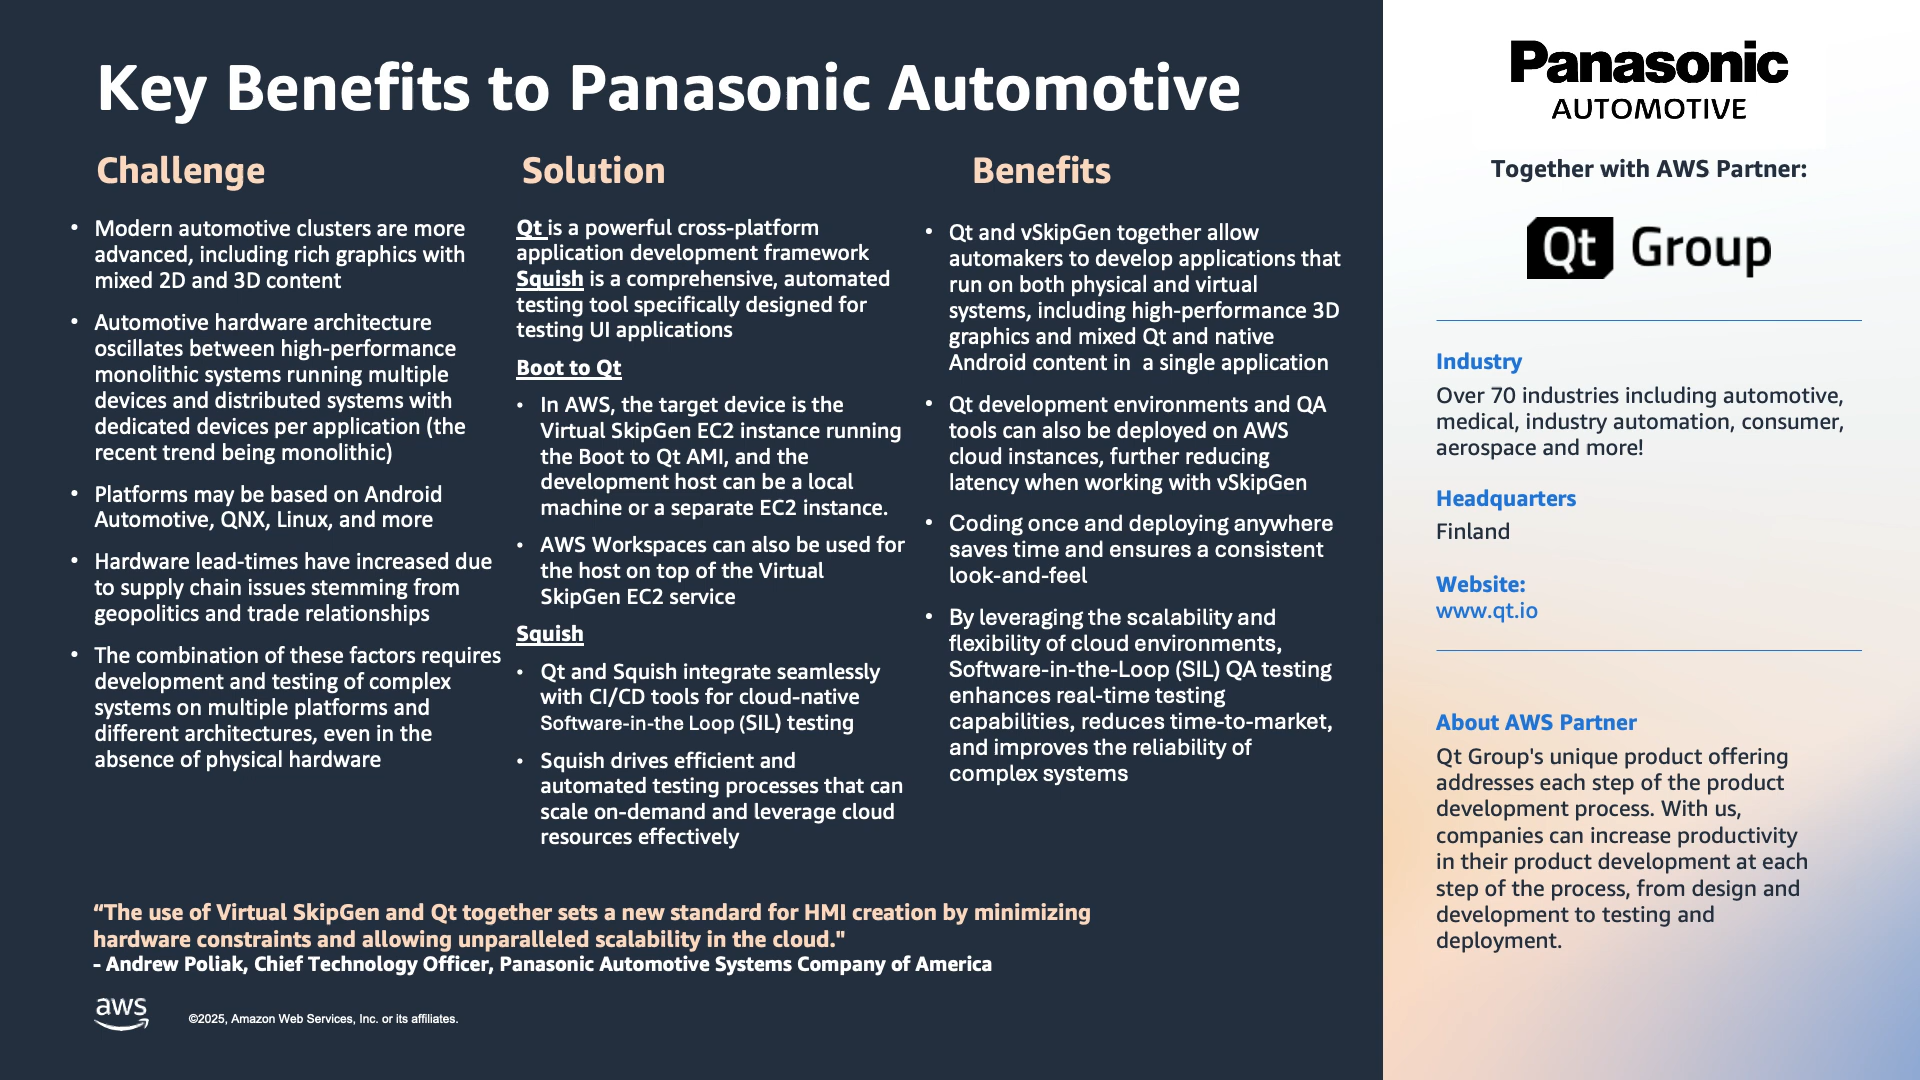 Key Benefits to Panasonic Automotive
Challenge
• Modern automotive clusters are more
advanced, including rich graphics with
mixed 2D and 3D content
• Automotive hardware architecture
oscillates between high-performance
monolithic systems running multiple
devices and distributed systems with
dedicated devices per application (the
recent trend being monolithic)
• Platforms may be based on Android
Automotive, QNX, Linux, and more
• Hardware lead-times have increased due
to supply chain issues stemming from
geopolitics and trade relationships
• The combination of these factors requires
development and testing of complex
systems on multiple platforms and
different architectures, even in the
absence of physical hardware
Solution
Qt is a powerful cross-platform
application development framework
Squish is a comprehensive, automated
testing tool specifically designed for
testing UI applications
Boot to Qt
• In AWS, the target device is the
Virtual SkipGen EC2 instance running
the Boot to Qt AMI, and the
development host can be a local
machine or a separate EC2 instance.
• AWS Workspaces can also be used for
the host on top of the Virtual
SkipGen EC2 service
Squish
• Qt and Squish integrate seamlessly
with CI/CD tools for cloud-native
Software-in-the Loop (SIL) testing
• Squish drives efficient and
automated testing processes that can
scale on-demand and leverage cloud
resources effectively
Benefits
• Qt and vSkipGen together allow
automakers to develop applications that
run on both physical and virtual
systems, including high-performance 3D
graphics and mixed Qt and native
Android content in  a single application
• Qt development environments and QA
tools can also be deployed on AWS
cloud instances, further reducing
latency when working with vSkipGen
• Coding once and deploying anywhere
saves time and ensures a consistent
look-and-feel
• By leveraging the scalability and
flexibility of cloud environments,
Software-in-the-Loop (SIL) QA testing
enhances real-time testing
capabilities, reduces time-to-market,
and improves the reliability of
complex systems
“The use of Virtual SkipGen and Qt together sets a new standard for HMI creation by minimizing
hardware constraints and allowing unparalleled scalability in the cloud."
- Andrew Poliak, Chief Technology Officer, Panasonic Automotive Systems Company of America
aws
©2025, Amazon Web Services, Inc. or its affiliates.
Panasonic
AUTOMOTIVE
Together with AWS Partner:
Qt Group
Industry
Over 70 industries including automotive,
medical, industry automation, consumer,
aerospace and more!
Headquarters
Finland
Website:
www.qt.io
About AWS Partner
Qt Group's unique product offering
addresses each step of the product
development process. With us,
companies can increase productivity
in their product development at each
step of the process, from design and
development to testing and
deployment.